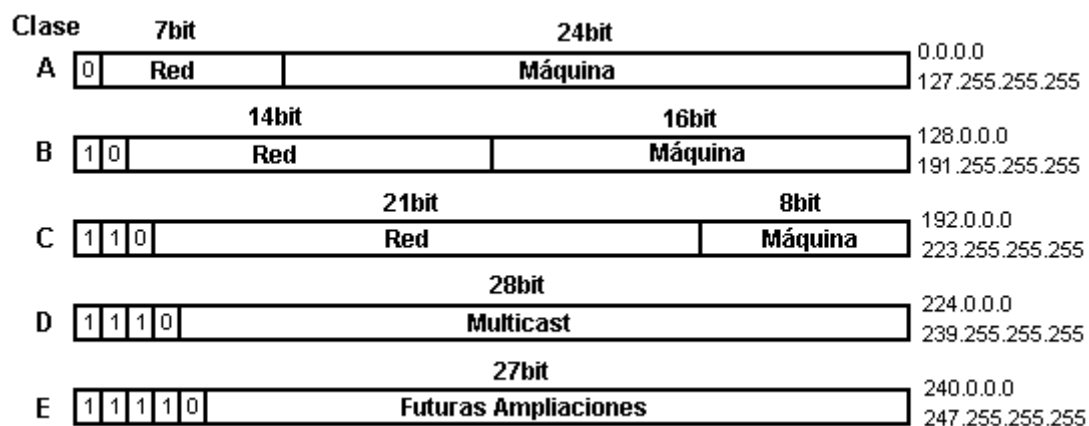 Clase 7bit 24bit
A 0 Red Máquina 0.0.0.0
127.255.255.255
14bit 16bit
B 1 0 Red Máquina 128.0.0.0
191.255.255.255
21bit 8bit
C 1 1 0 Red Máquina 192.0.0.0
223.255.255.255
28bit
D 1 1 1 0 Multicast 224.0.0.0
239.255.255.255
27bit
E 1 1 1 1 0 Futuras Ampliaciones 240.0.0.0
247.255.255.255